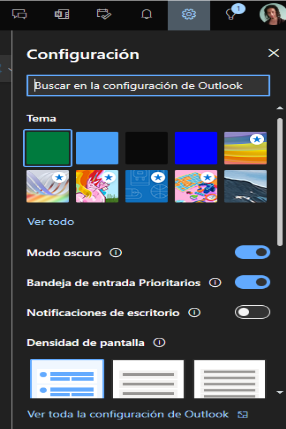 1
Configuración
Buscar en la configuración de Outlook
Tema
Ver todo
Modo oscuro
Bandeja de entrada Prioritarios
Notificaciones de escritorio
Densidad de pantalla
Ver toda la configuración de Outlook